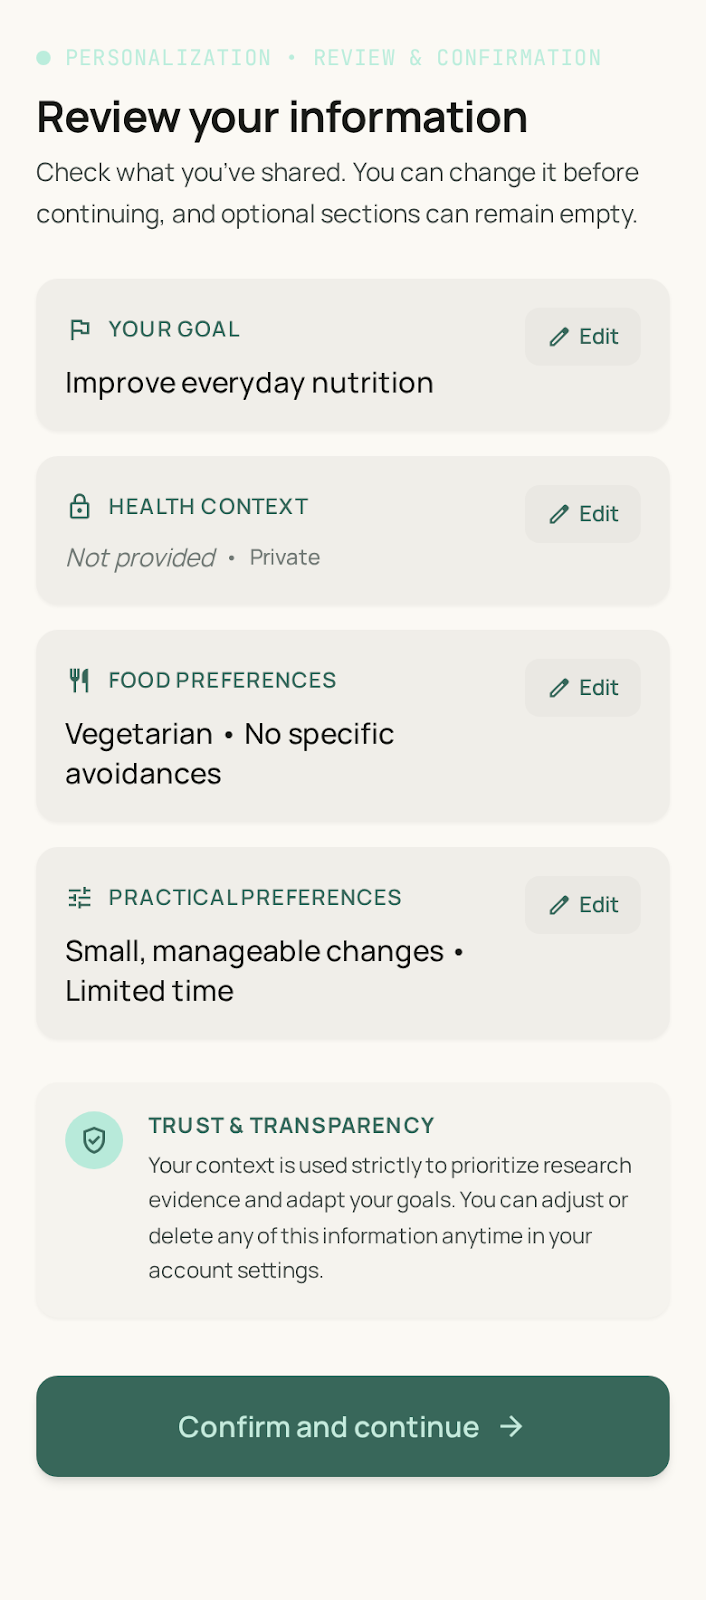 PERSONALIZATION • REVIEW & CONFIRMATION
Review your information
Check what you’ve shared. You can change it before
continuing, and optional sections can remain empty.
YOUR GOAL
Edit
Improve everyday nutrition
HEALTH CONTEXT
Edit
Not provided • Private
FOOD PREFERENCES
Edit
Vegetarian • No specific
avoidances
PRACTICAL PREFERENCES
Edit
Small, manageable changes •
Limited time
TRUST & TRANSPARENCY
Your context is used strictly to prioritize research
evidence and adapt your goals. You can adjust or
delete any of this information anytime in your
account settings.
Confirm and continue →